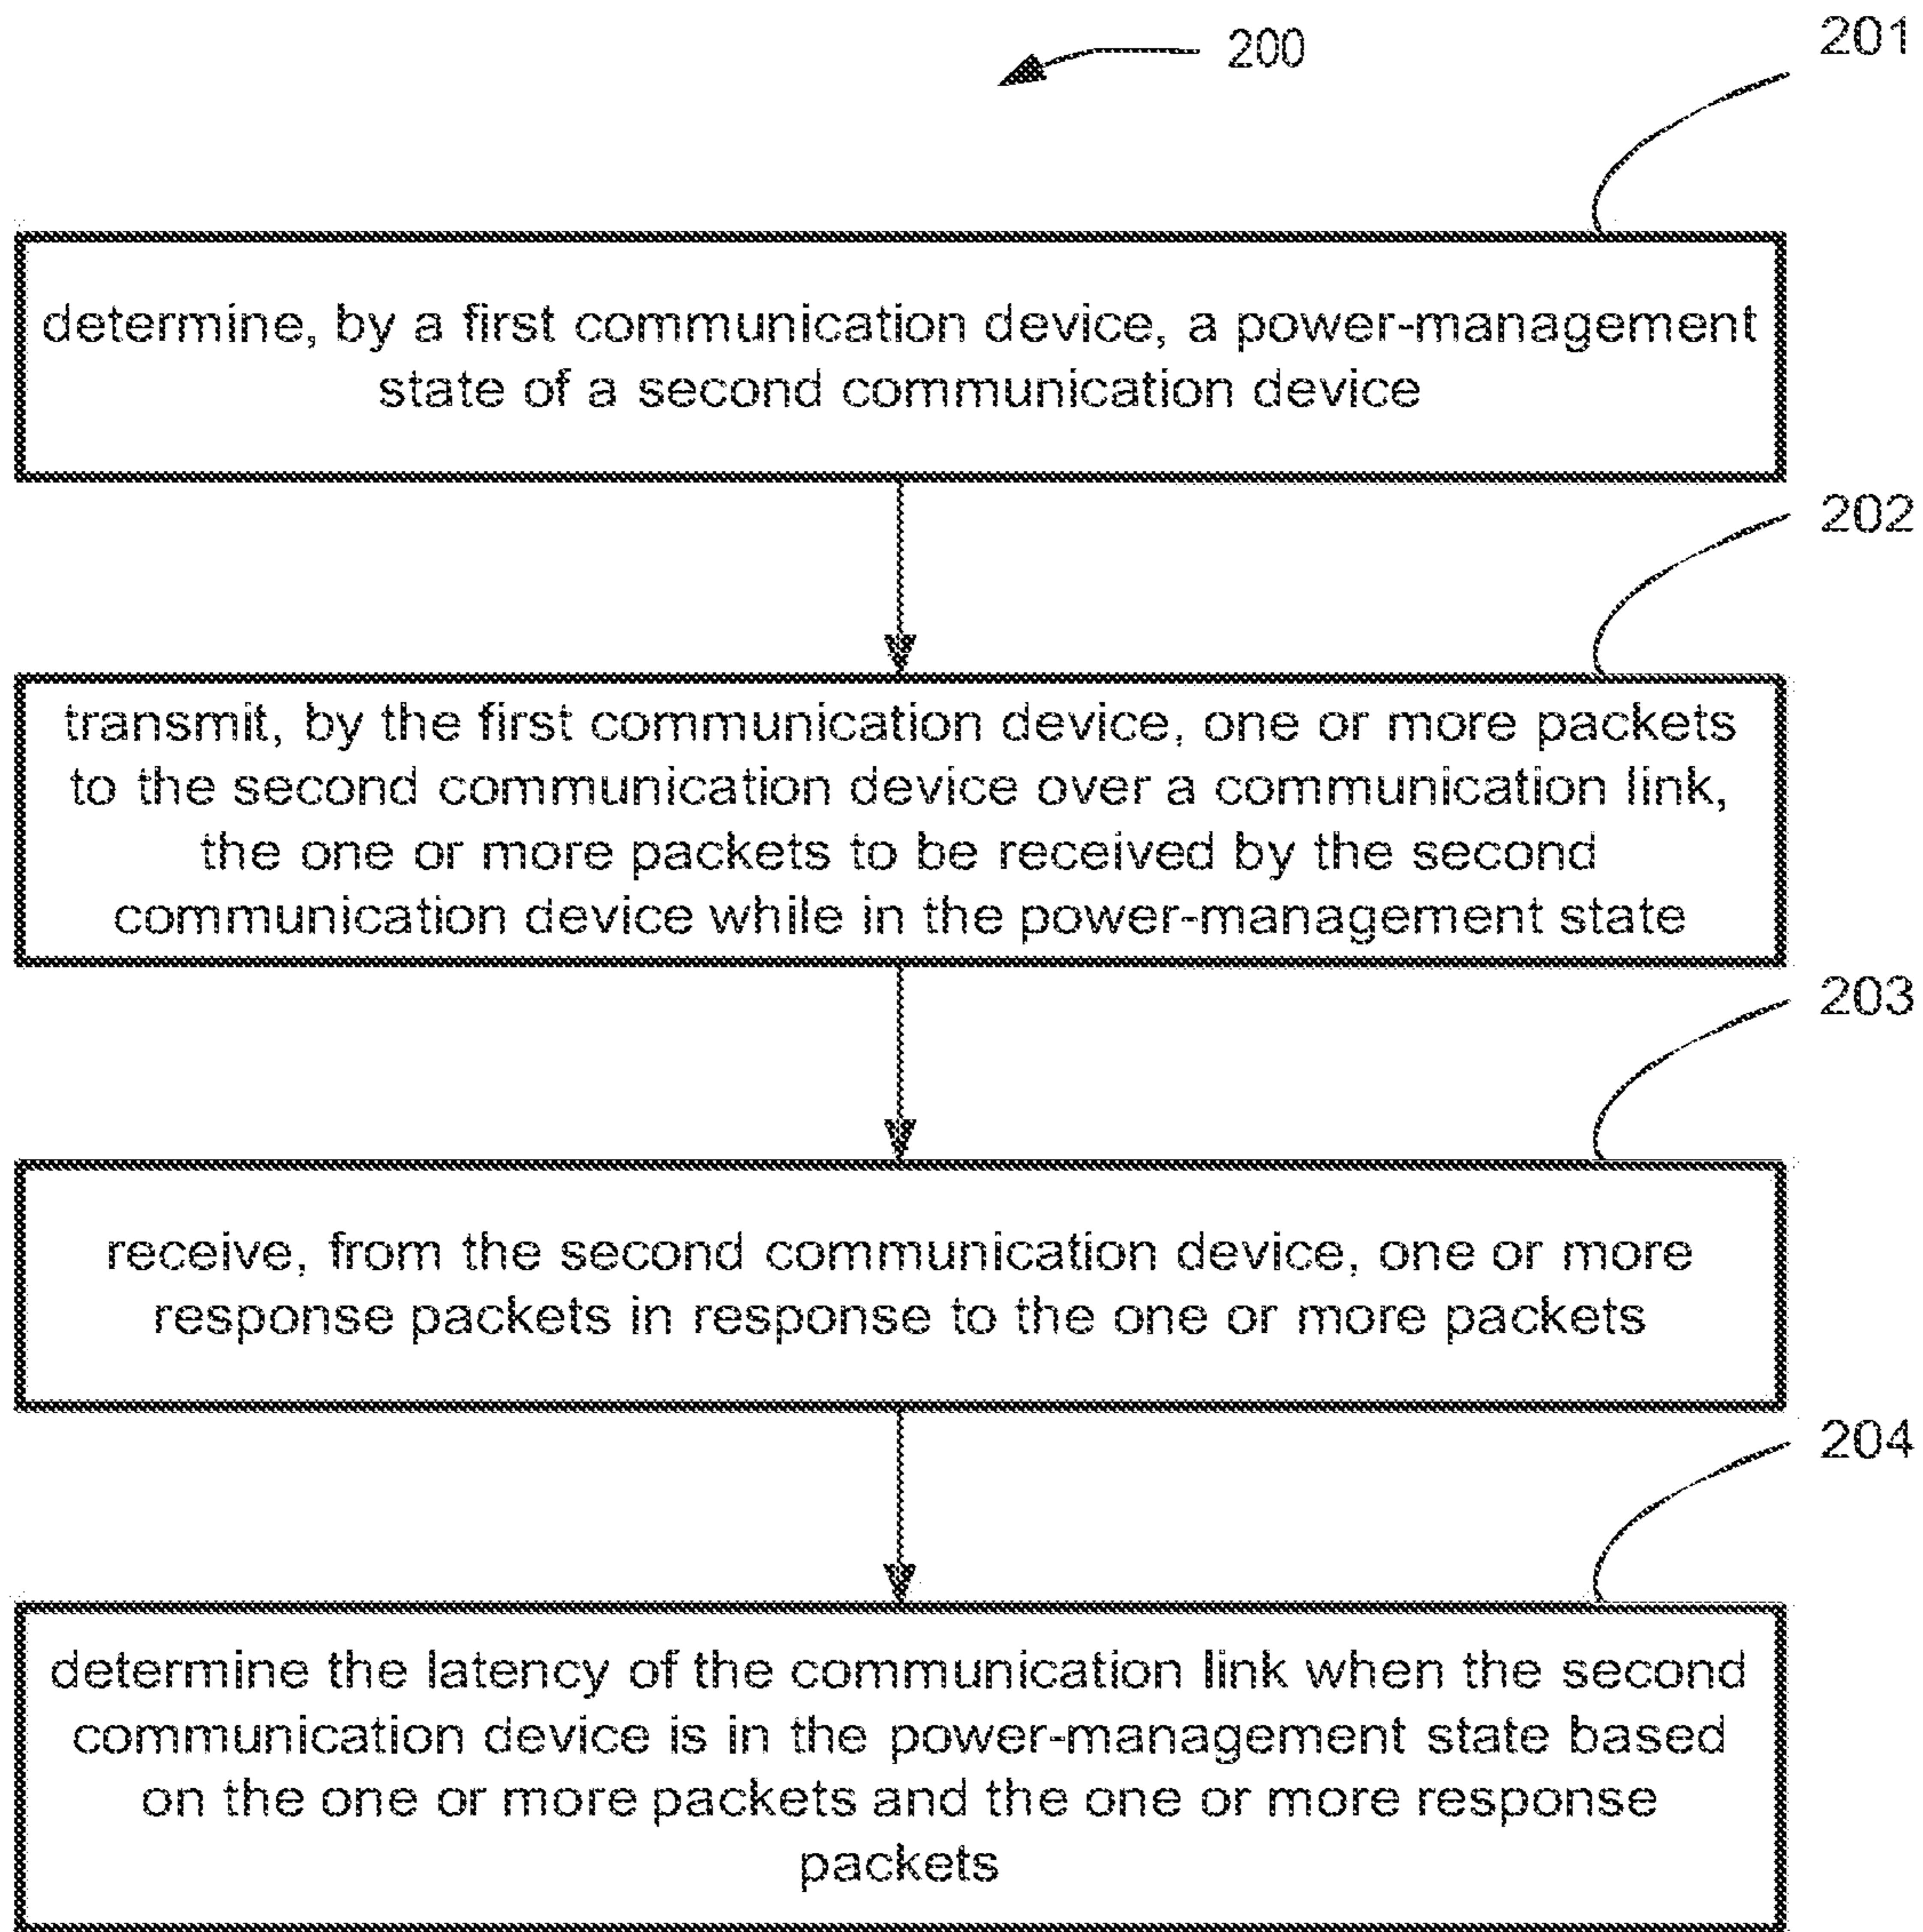 200
201
determine, by a first communication device, a power-management
state of a second communication device
202
transmit, by the first communication device, one or more packets
to the second communication device over a communication link,
the one or more packets to be received by the second
communication device while in the power-management state
203
receive, from the second communication device, one or more
response packets in response to the one or more packets
204
determine the latency of the communication link when the second
communication device is in the power-management state based
on the one or more packets and the one or more response
packets